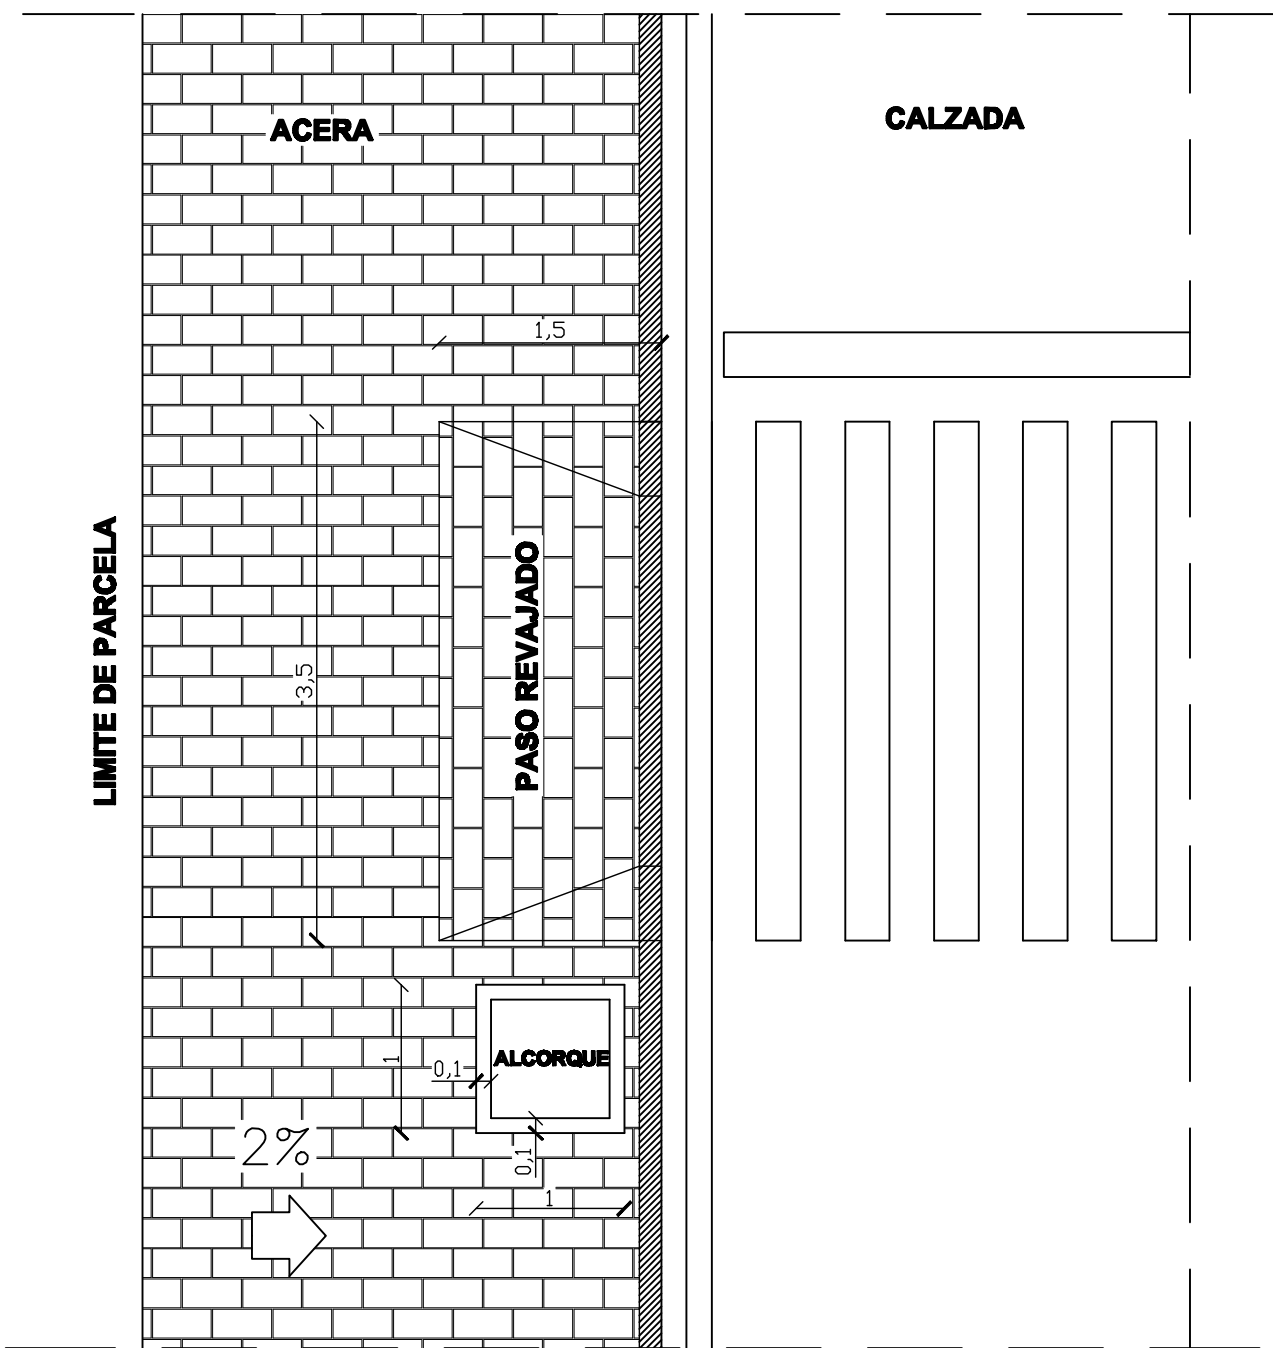 ACERA
CALZADA
1,5
LIMITE DE PARCELA
3,5
PASO REVAJADO
1
0,1
ALCORQUE
2%
0,1
1